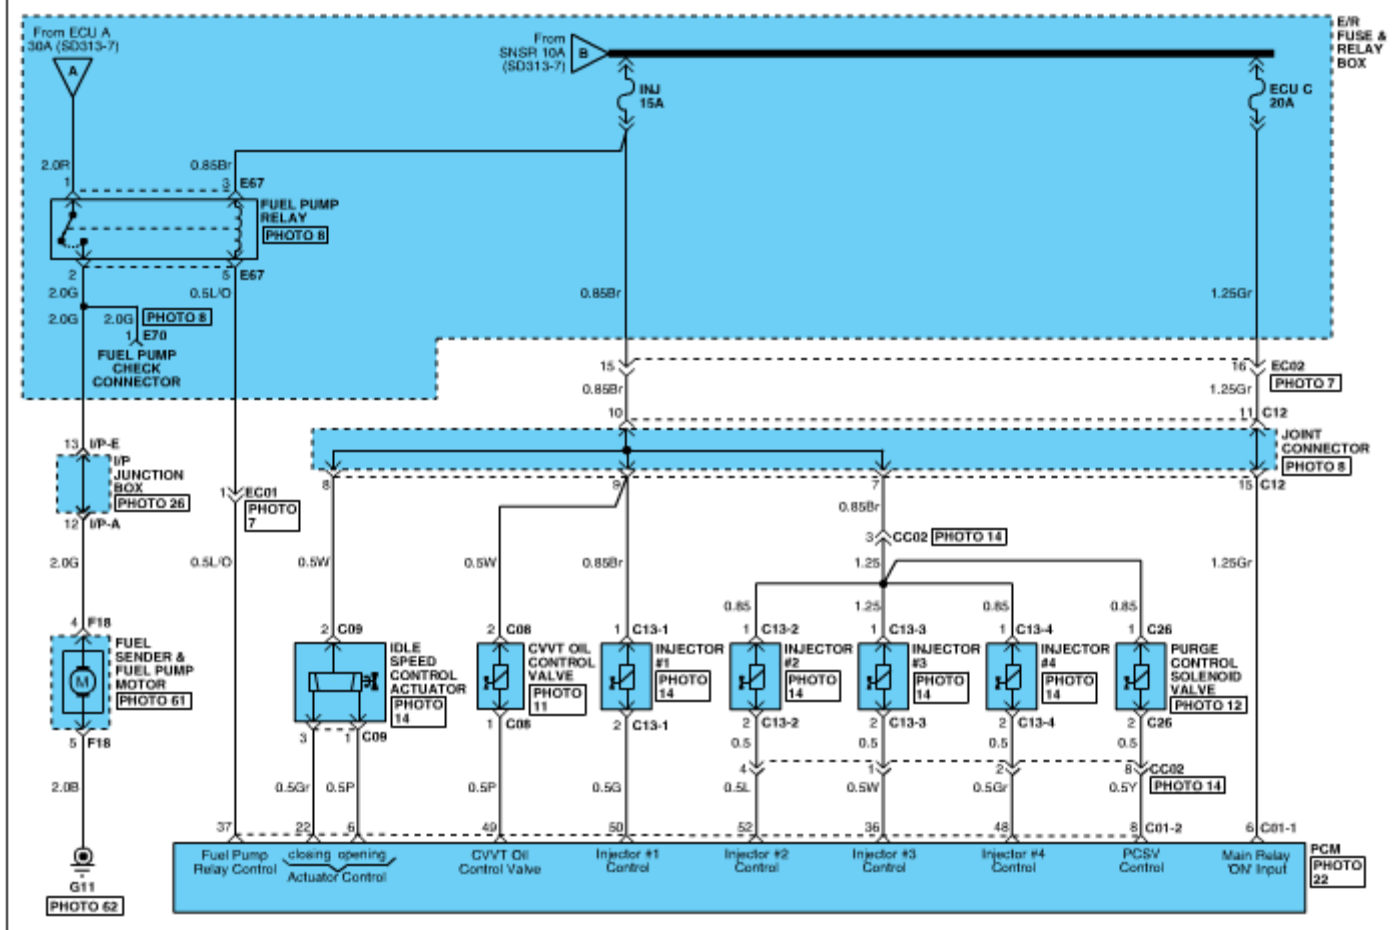 From ECU A
30A (SD313-7)
A
From
SNSR 10A
(SD313-7)
B
E/R
FUSE &
RELAY
BOX
INJ
15A
ECU C
20A
2.0R
0.85Br
1
3
E67
FUEL PUMP
RELAY
PHOTO 8
2
5
E67
2.0G
0.5L/O
0.85Br
1.25Gr
2.0G
2.0G
PHOTO 8
1
E70
FUEL PUMP
CHECK
CONNECTOR
15
16
EC02
PHOTO 7
0.85Br
1.25Gr
10
11
C12
13
I/P-E
JOINT
CONNECTOR
PHOTO 8
I/P
JUNCTION
BOX
PHOTO 26
8
9
7
15
C12
1
EC01
PHOTO
7
12
I/P-A
0.85Br
3
CC02
PHOTO 14
2.0G
0.5L/O
0.5W
0.5W
0.85Br
1.25
1.25Gr
0.85
1.25
0.85
0.85
4
F18
2
C09
2
C08
1
C13-1
1
C13-2
1
C13-3
1
C13-4
1
C26
FUEL
SENDER &
FUEL PUMP
MOTOR
PHOTO 61
M
IDLE
SPEED
CONTROL
ACTUATOR
PHOTO
14
CVVT OIL
CONTROL
VALVE
PHOTO
11
INJECTOR
#1
PHOTO
14
INJECTOR
#2
PHOTO
14
INJECTOR
#3
PHOTO
14
INJECTOR
#4
PHOTO
14
PURGE
CONTROL
SOLENOID
VALVE
PHOTO 12
5
F18
3
1
C09
1
C08
2
C13-1
2
C13-2
2
C13-3
2
C13-4
2
C26
0.5
0.5
0.5
0.5
4
1
2
8
CC02
PHOTO 14
2.0B
0.5Gr
0.5P
0.5P
0.5G
0.5L
0.5W
0.5Gr
0.5Y
37
22
6
49
50
52
36
48
8
C01-2
6
C01-1
Fuel Pump
Relay Control
closing opening
Actuator Control
CVVT Oil
Control Valve
Injector #1
Control
Injector #2
Control
Injector #3
Control
Injector #4
Control
PCSV
Control
Main Relay
'ON' Input
PCM
PHOTO
22
G11
PHOTO 62